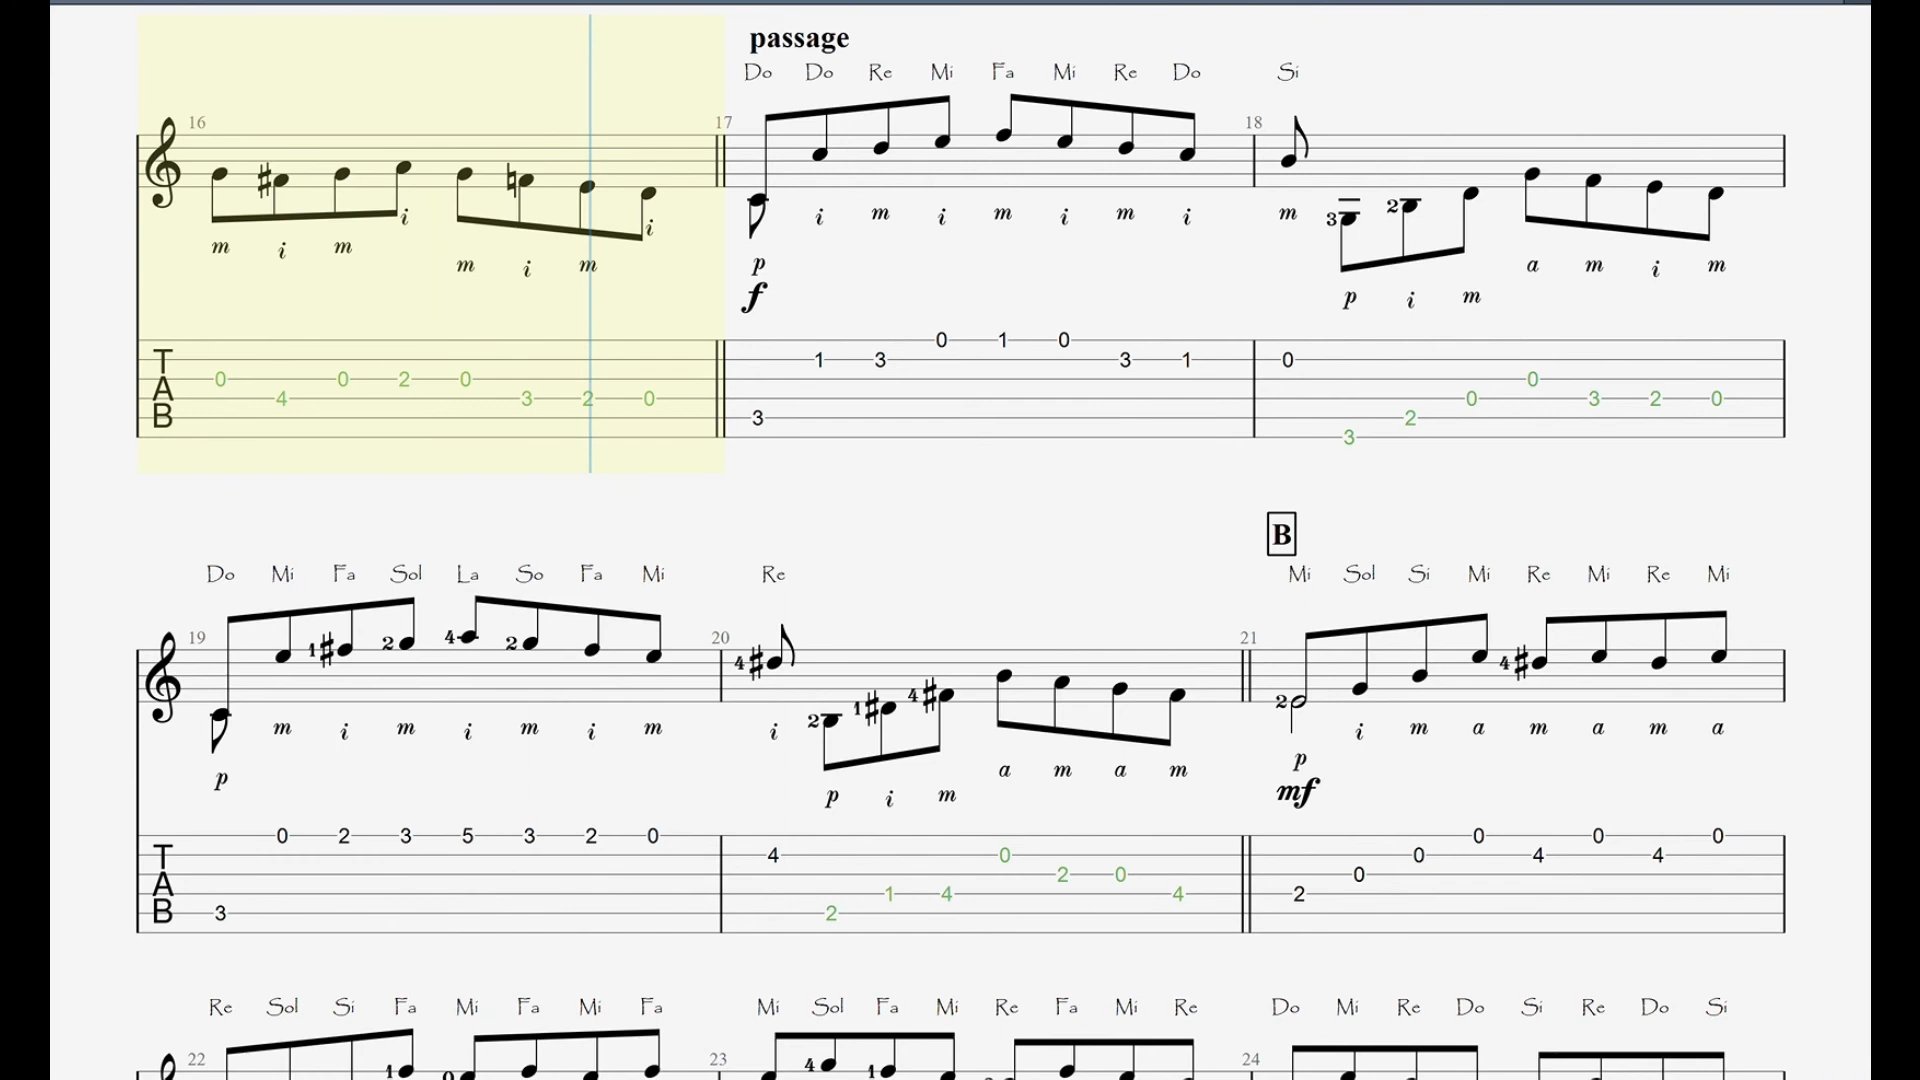 passage
Do Do Re Mi Fa Mi Re Do Si
16 17 18
i m i m i m i m 3 2
m i m i i
m i m p a m i m
f p i m
0 1 0
T 1 3 3 1 0
0 0 2 0 0
A 4 3 2 0 0 3 2 0
B 3 2
3
B
Do Mi Fa Sol La So Fa Mi Re Mi Sol Si Mi Re Mi Re Mi
19 1 2 4 2 20 4 2 1 4 21 2 4
m i m i m i m i i m a m a m a
p a m a m p
p i m mf
0 2 3 5 3 2 0 0 0 0
T 4 0 0 4 4
2 0 0
A 1 4 4 2
B 3 2
Re Sol Si Fa Mi Fa Mi Fa Mi Sol Fa Mi Re Fa Mi Re Do Mi Re Do Si Re Do Si
22 1 23 4 1 24